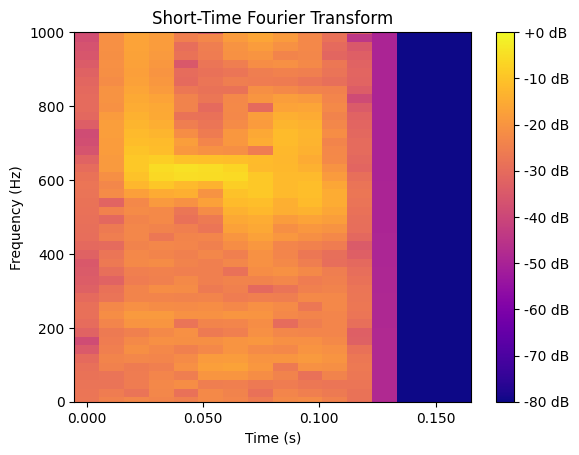 Short-Time Fourier Transform
1000
800
600
400
200
0
Frequency (Hz)
0.000
0.050
0.100
0.150
Time (s)
+0 dB
-10 dB
-20 dB
-30 dB
-40 dB
-50 dB
-60 dB
-70 dB
-80 dB